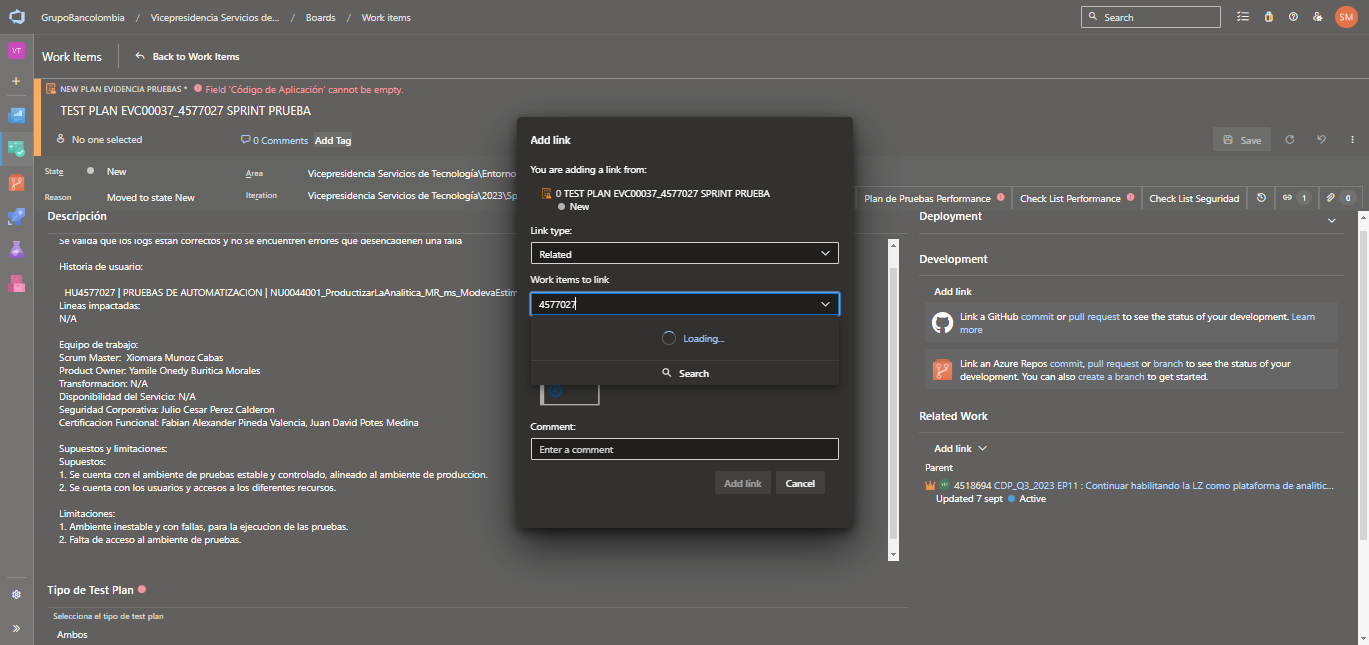 GrupoBancolombia / Vicepresidencia Servicios de... / Boards / Work items
Search
SM
VT
Work Items
Back to Work Items
NEW PLAN EVIDENCIA PRUEBAS * Field 'Código de Aplicación' cannot be empty.
TEST PLAN EVC00037_4577027 SPRINT PRUEBA
No one selected
0 Comments
Add Tag
Save
State
New
Area
Vicepresidencia Servicios de Tecnología\Entorno
Reason
Moved to state New
Iteration
Vicepresidencia Servicios de Tecnología\2023\Sp
Plan de Pruebas Performance
Check List Performance
Check List Seguridad
1
0
Descripción
Se valida que los logs estan correctos y no se encuentren errores que desencadenen una falla
Historia de usuario:
HU4577027 | PRUEBAS DE AUTOMATIZACION | NU0044001_ProductizarLaAnalitica_MR_ms_ModevaEstim
Lineas impactadas:
N/A
Equipo de trabajo:
Scrum Master: Xiomara Munoz Cabas
Product Owner: Yamile Onedy Buritica Morales
Transformacion: N/A
Disponibilidad del Servicio: N/A
Seguridad Corporativa: Julio Cesar Perez Calderon
Certificacion Funcional: Fabian Alexander Pineda Valencia, Juan David Potes Medina
Supuestos y limitaciones:
Supuestos:
1. Se cuenta con el ambiente de pruebas estable y controlado, alineado al ambiente de produccion.
2. Se cuenta con los usuarios y accesos a los diferentes recursos.
Limitaciones:
1. Ambiente inestable y con fallas, para la ejecucion de las pruebas.
2. Falta de acceso al ambiente de pruebas.
Tipo de Test Plan
Selecciona el tipo de test plan
Ambos
Add link
You are adding a link from:
0 TEST PLAN EVC00037_4577027 SPRINT PRUEBA
New
Link type:
Related
Work items to link
4577027
Loading...
Search
Comment:
Enter a comment
Add link
Cancel
Deployment
Development
Add link
Link a GitHub commit or pull request to see the status of your development. Learn
more
Link an Azure Repos commit, pull request or branch to see the status of your
development. You can also create a branch to get started.
Related Work
Add link
Parent
4518694 CDP_Q3_2023 EP11 : Continuar habilitando la LZ como plataforma de analitic...
Updated 7 sept
Active